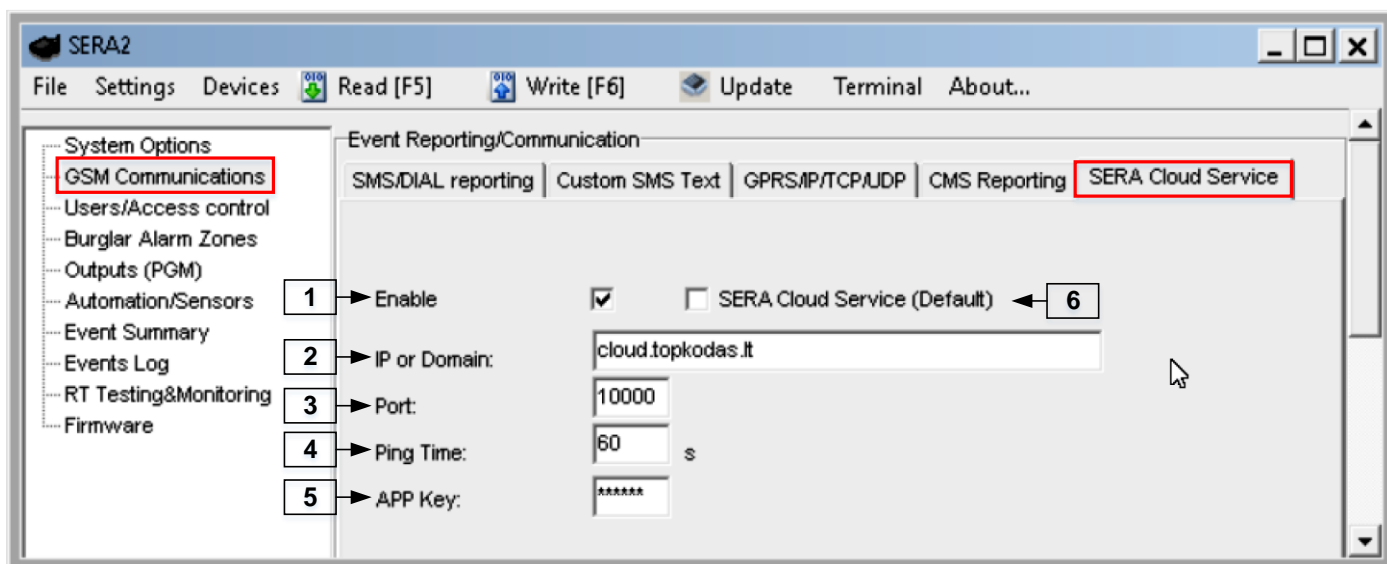 SERA2
File Settings Devices Read [F5] Write [F6] Update Terminal About...
System Options
GSM Communications
Users/Access control
Burglar Alarm Zones
Outputs (PGM)
Automation/Sensors
Event Summary
Events Log
RT Testing&Monitoring
Firmware
Event Reporting/Communication
SMS/DIAL reporting Custom SMS Text GPRS/IP/TCP/UDP CMS Reporting SERA Cloud Service
1 Enable SERA Cloud Service (Default) 6
2 IP or Domain: cloud.topkodas.lt
3 Port: 10000
4 Ping Time: 60 s
5 APP Key: ******